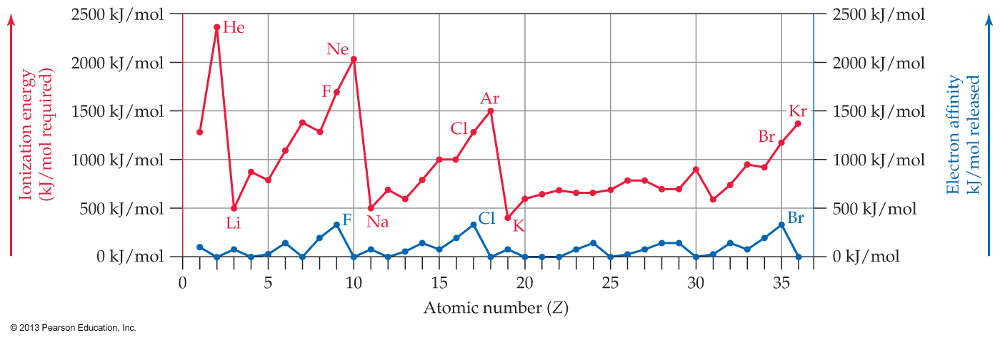 Ionization energy
(kJ/mol required)
2500 kJ/mol
2000 kJ/mol
1500 kJ/mol
1000 kJ/mol
500 kJ/mol
0 kJ/mol
He
Li
F
Ne
Na
Cl
Ar
K
Br
Kr
F
Cl
Br
2500 kJ/mol
2000 kJ/mol
1500 kJ/mol
1000 kJ/mol
500 kJ/mol
0 kJ/mol
Electron affinity
kJ/mol released
0 5 10 15 20 25 30 35
Atomic number (Z)
© 2013 Pearson Education, Inc.